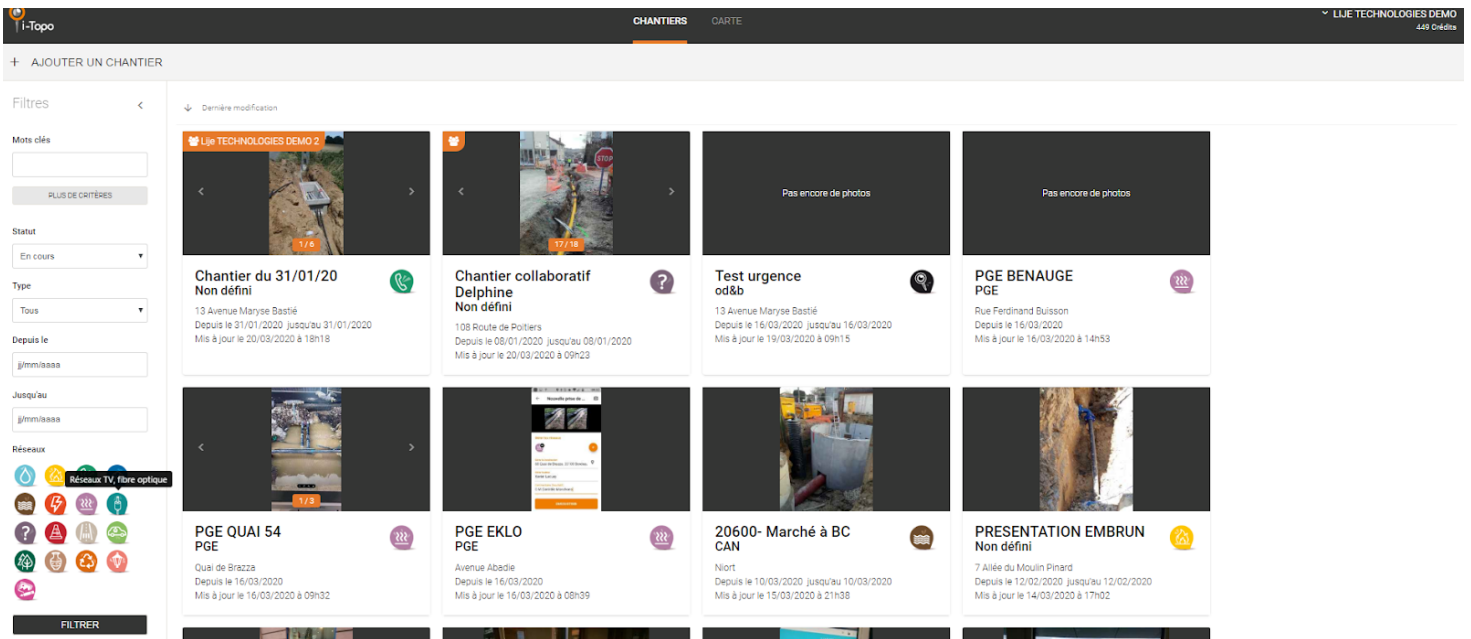 i-Topo
CHANTIERS
CARTE
LIJE TECHNOLOGIES DEMO
449 Crédits
+ AJOUTER UN CHANTIER
Filtres
Dernière modification
Mots clés
PLUS DE CRITÈRES
Statut
En cours
Type
Tous
Depuis le
jj/mm/aaaa
Jusqu'au
jj/mm/aaaa
Réseaux
Réseaux TV, fibre optique
FILTRER
Lije TECHNOLOGIES DEMO 2
1 / 6
Chantier du 31/01/20
Non défini
13 Avenue Maryse Bastié
Depuis le 31/01/2020 jusqu'au 31/01/2020
Mis à jour le 20/03/2020 à 18h18
STOP
17 / 18
Chantier collaboratif
Delphine
Non défini
108 Route de Poitiers
Depuis le 08/01/2020 jusqu'au 08/01/2020
Mis à jour le 20/03/2020 à 09h23
Pas encore de photos
Test urgence
od&b
13 Avenue Maryse Bastié
Depuis le 16/03/2020 jusqu'au 16/03/2020
Mis à jour le 19/03/2020 à 09h15
Pas encore de photos
PGE BENAUGE
PGE
Rue Ferdinand Buisson
Depuis le 16/03/2020
Mis à jour le 16/03/2020 à 14h53
1 / 3
PGE QUAI 54
PGE
Quai de Brazza
Depuis le 16/03/2020
Mis à jour le 16/03/2020 à 09h32
Nouvelle prise de ...
PGE EKLO
PGE
Avenue Abadie
Depuis le 16/03/2020
Mis à jour le 16/03/2020 à 08h39
20600- Marché à BC
CAN
Niort
Depuis le 10/03/2020 jusqu'au 10/03/2020
Mis à jour le 15/03/2020 à 21h38
PRESENTATION EMBRUN
Non défini
7 Allée du Moulin Pinard
Depuis le 12/02/2020 jusqu'au 12/02/2020
Mis à jour le 14/03/2020 à 17h02